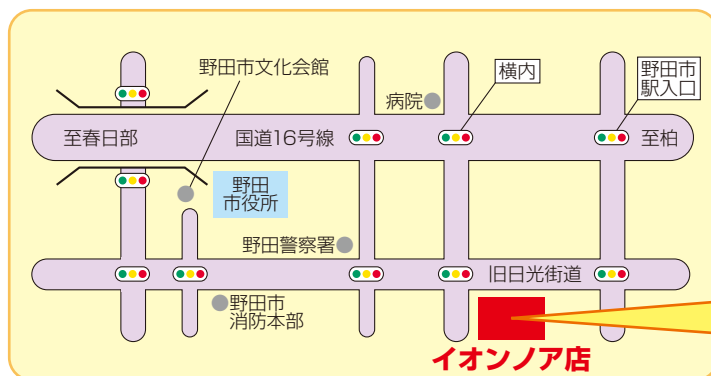 野田市文化会館
横内
野田市
駅入口
病院
至春日部
国道16号線
至柏
野田
市役所
野田警察署
旧日光街道
野田市
消防本部
イオンノア店